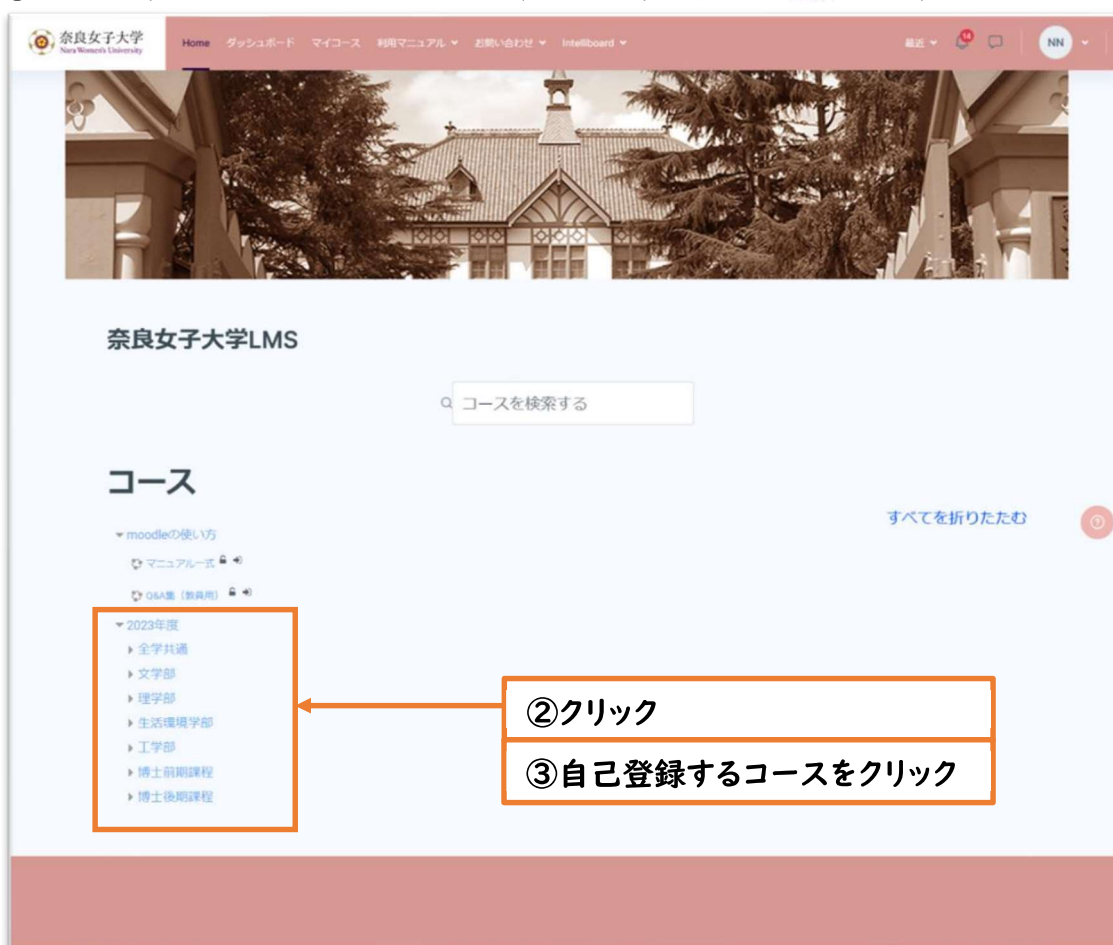 奈良女子大学
Nara Women's University
Home ダッシュボード マイコース 利用マニュアル お問い合わせ Intelliboard 最近 14 NN
奈良女子大学LMS
コースを検索する
コース
すべてを折りたたむ
moodleの使い方
マニュアル一式
Q&A集（教員用）
2023年度
全学共通
文学部
理学部
生活環境学部
工学部
博士前期課程
博士後期課程
②クリック
③自己登録するコースをクリック